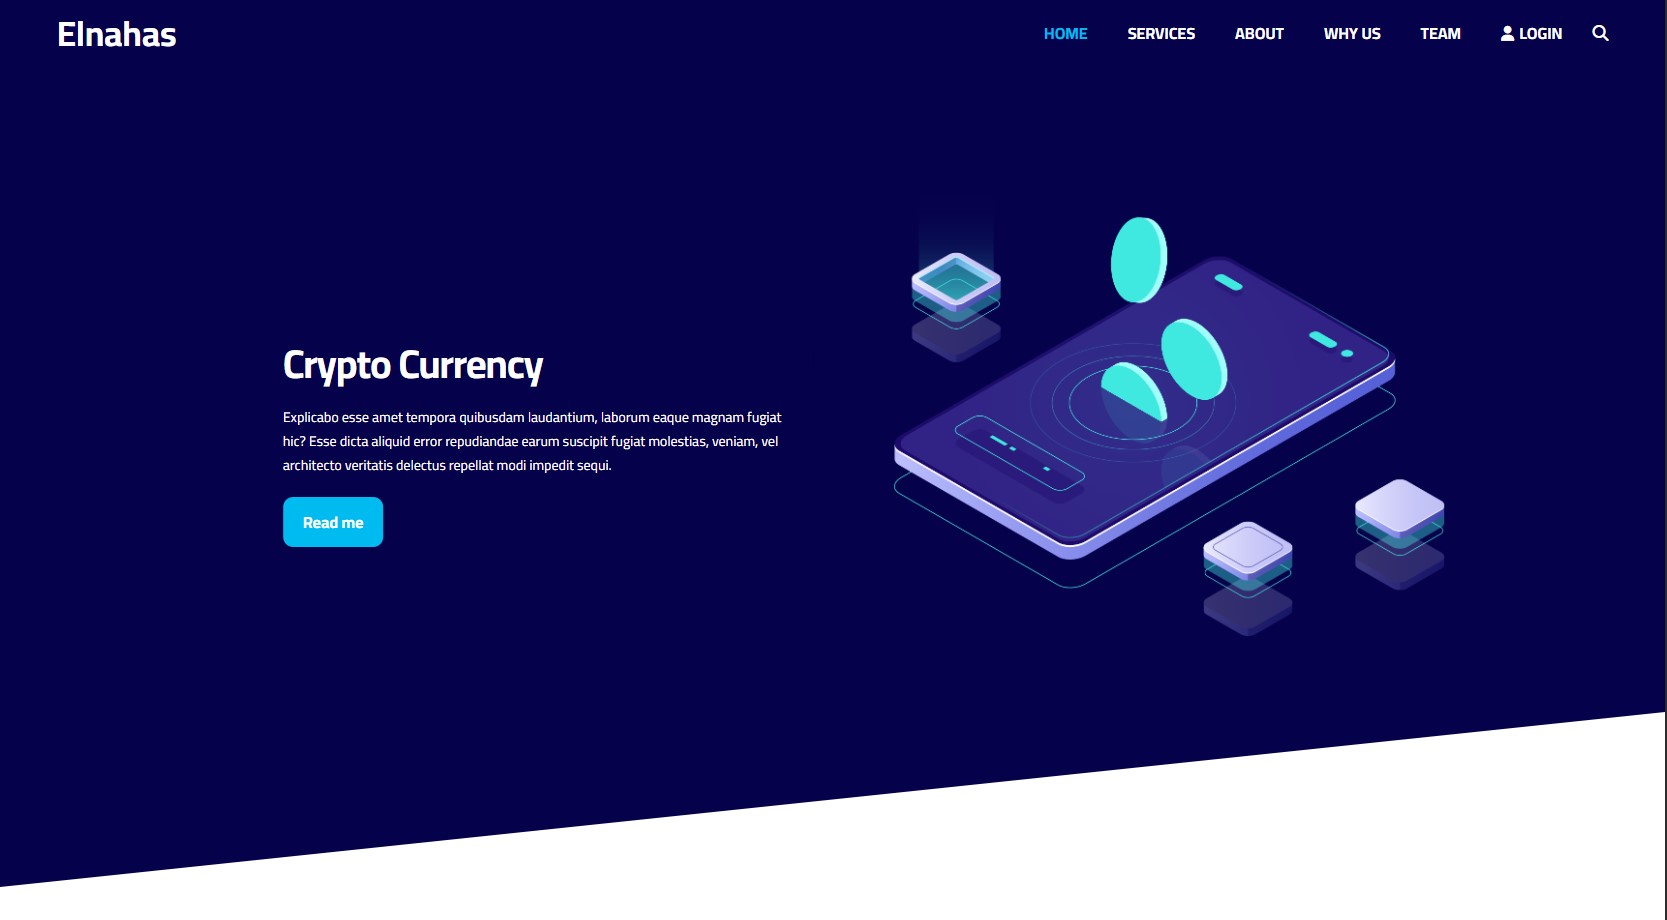 Elnahas
HOME SERVICES ABOUT WHY US TEAM LOGIN
Crypto Currency
Explicabo esse amet tempora quibusdam laudantium, laborum eaque magnam fugiat
hic? Esse dicta aliquid error repudiandae earum suscipit fugiat molestias, veniam, vel
architecto veritatis delectus repellat modi impedit sequi.
Read me